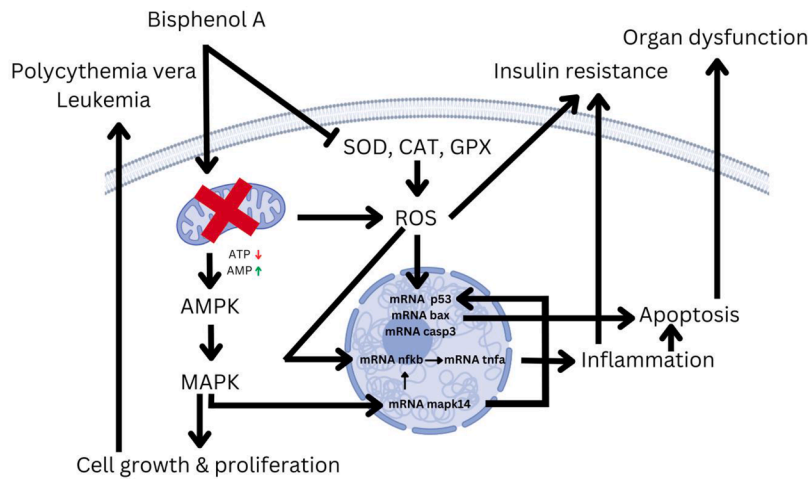 Bisphenol A
Organ dysfunction
Polycythemia vera
Leukemia
Insulin resistance
SOD, CAT, GPX
ROS
ATP
AMP
AMPK
mRNA p53
mRNA bax
mRNA casp3
Apoptosis
mRNA nfkb
mRNA tnfa
Inflammation
MAPK
mRNA mapk14
Cell growth & proliferation